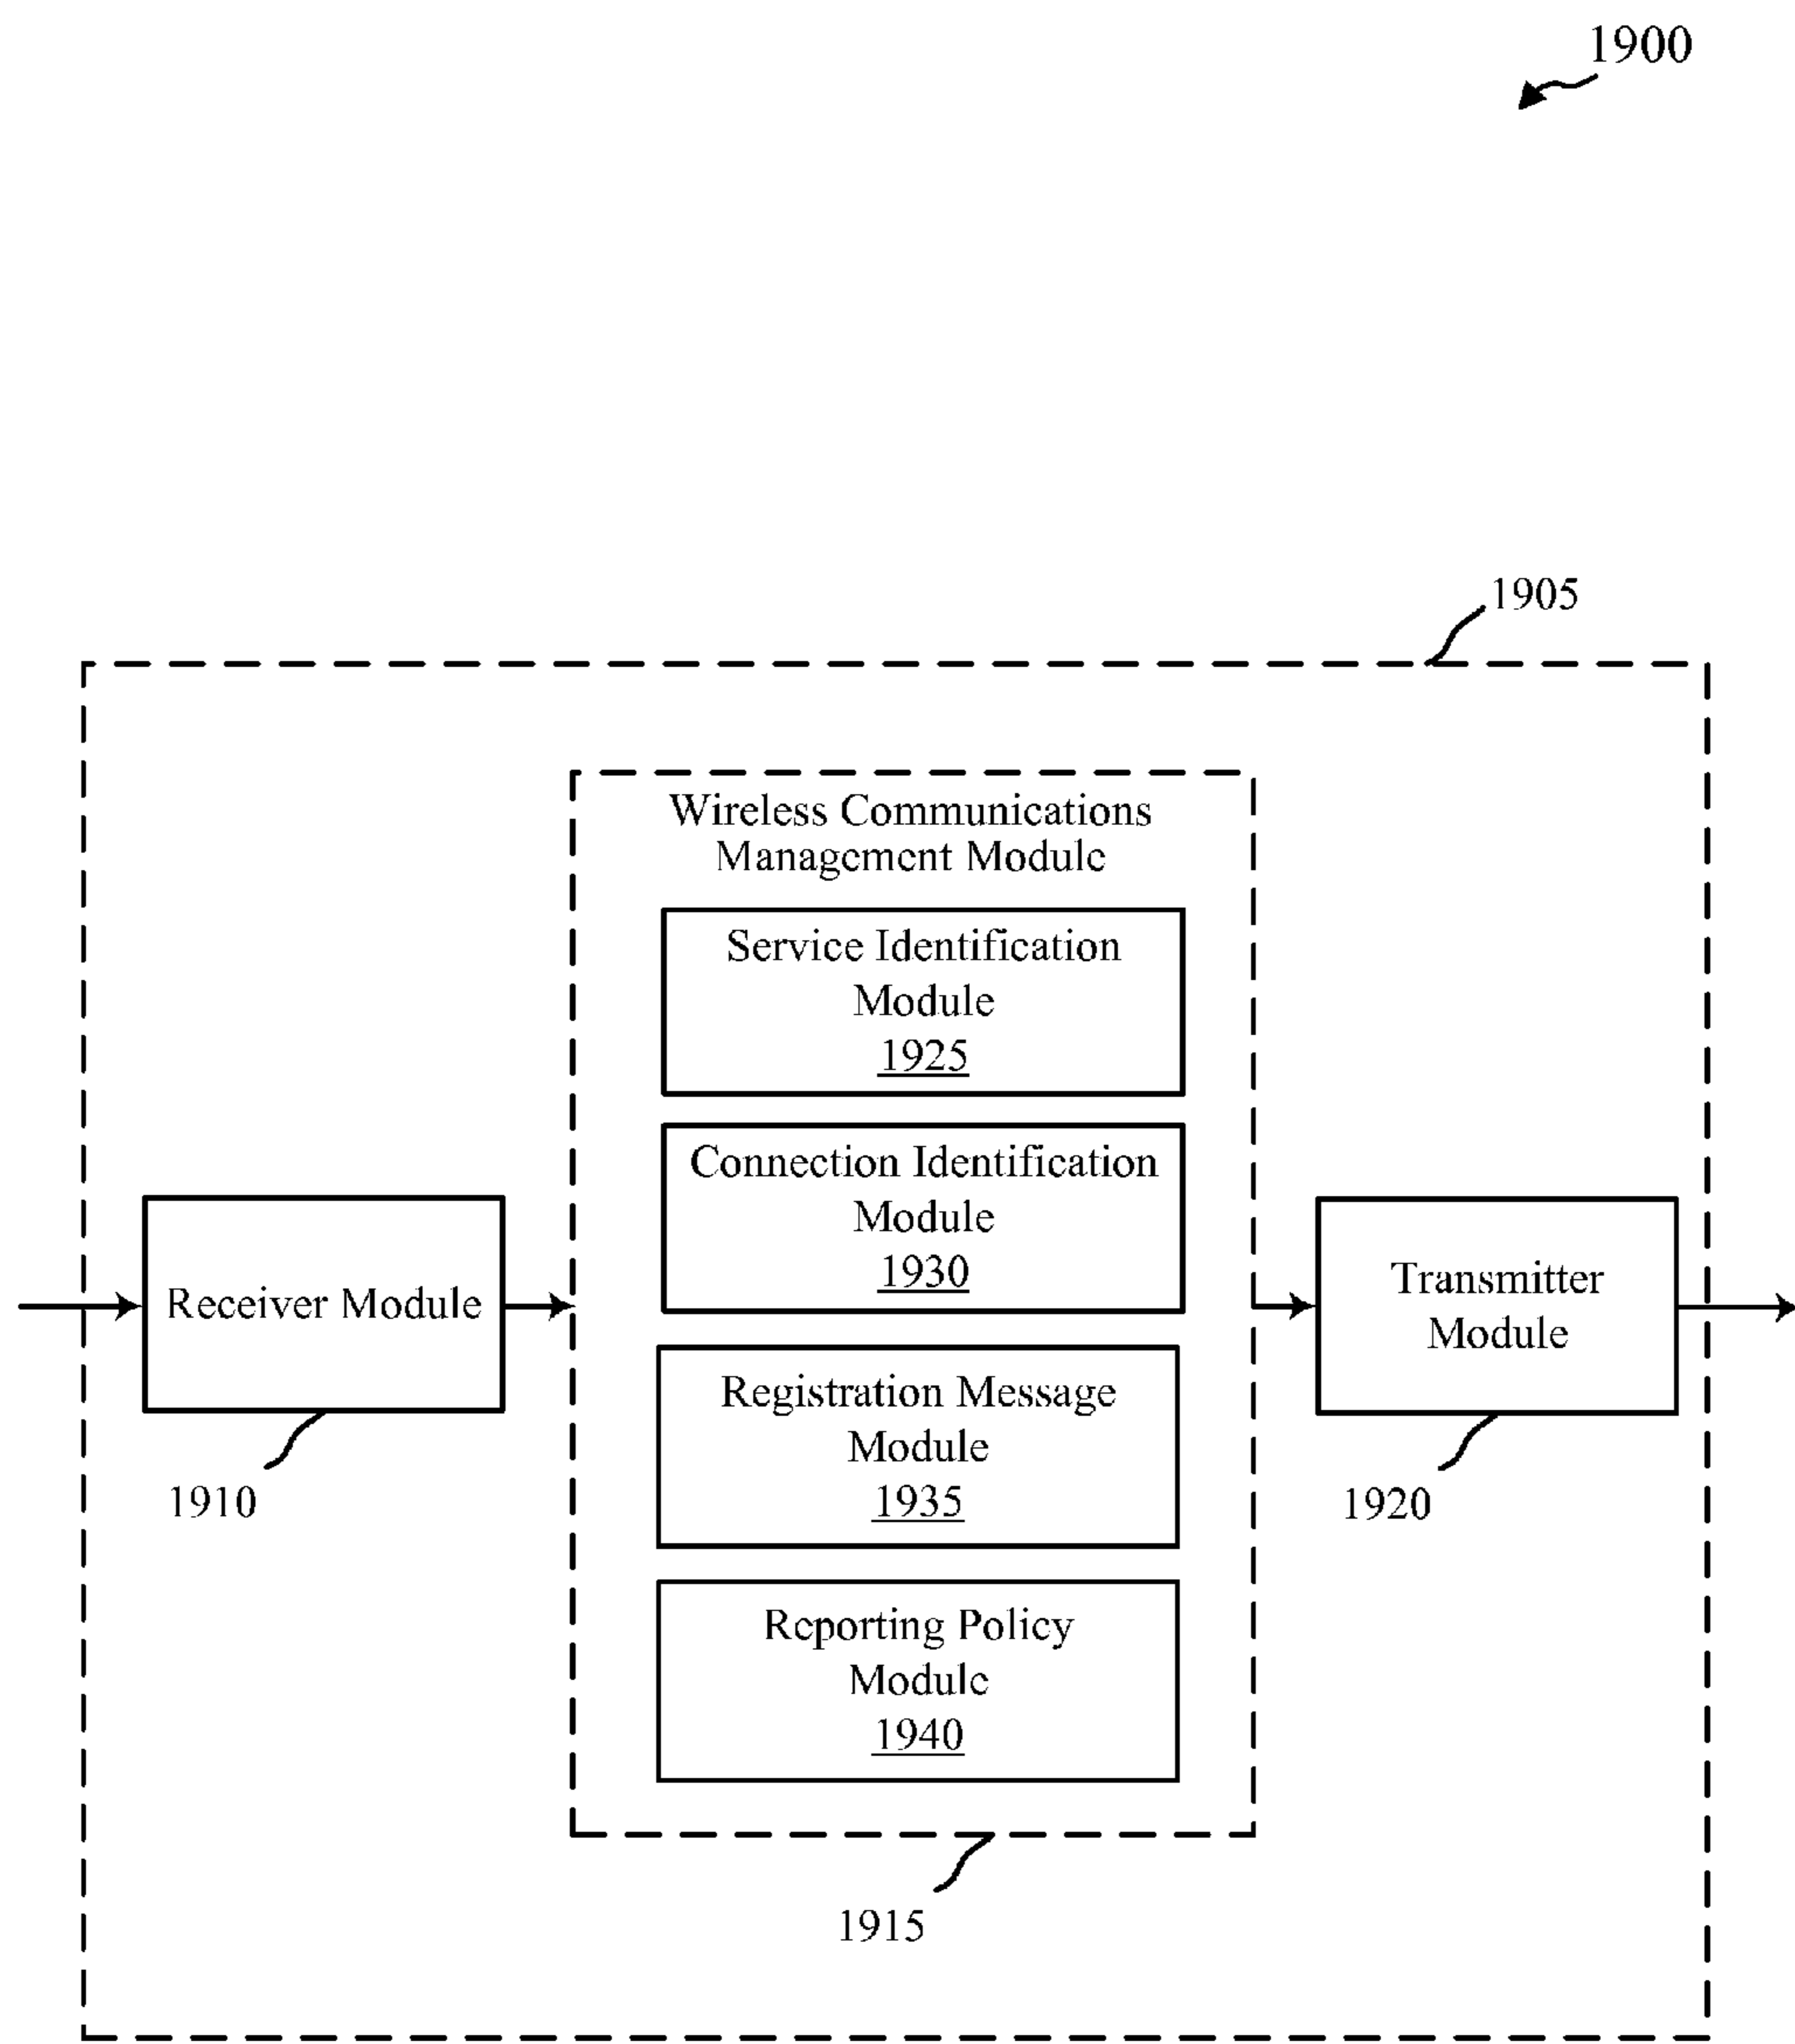 1900
1905
Wireless Communications
Management Module
Service Identification
Module
1925
Connection Identification
Module
1930
Receiver Module
Transmitter
Module
Registration Message
Module
1935
1910
1920
Reporting Policy
Module
1940
1915